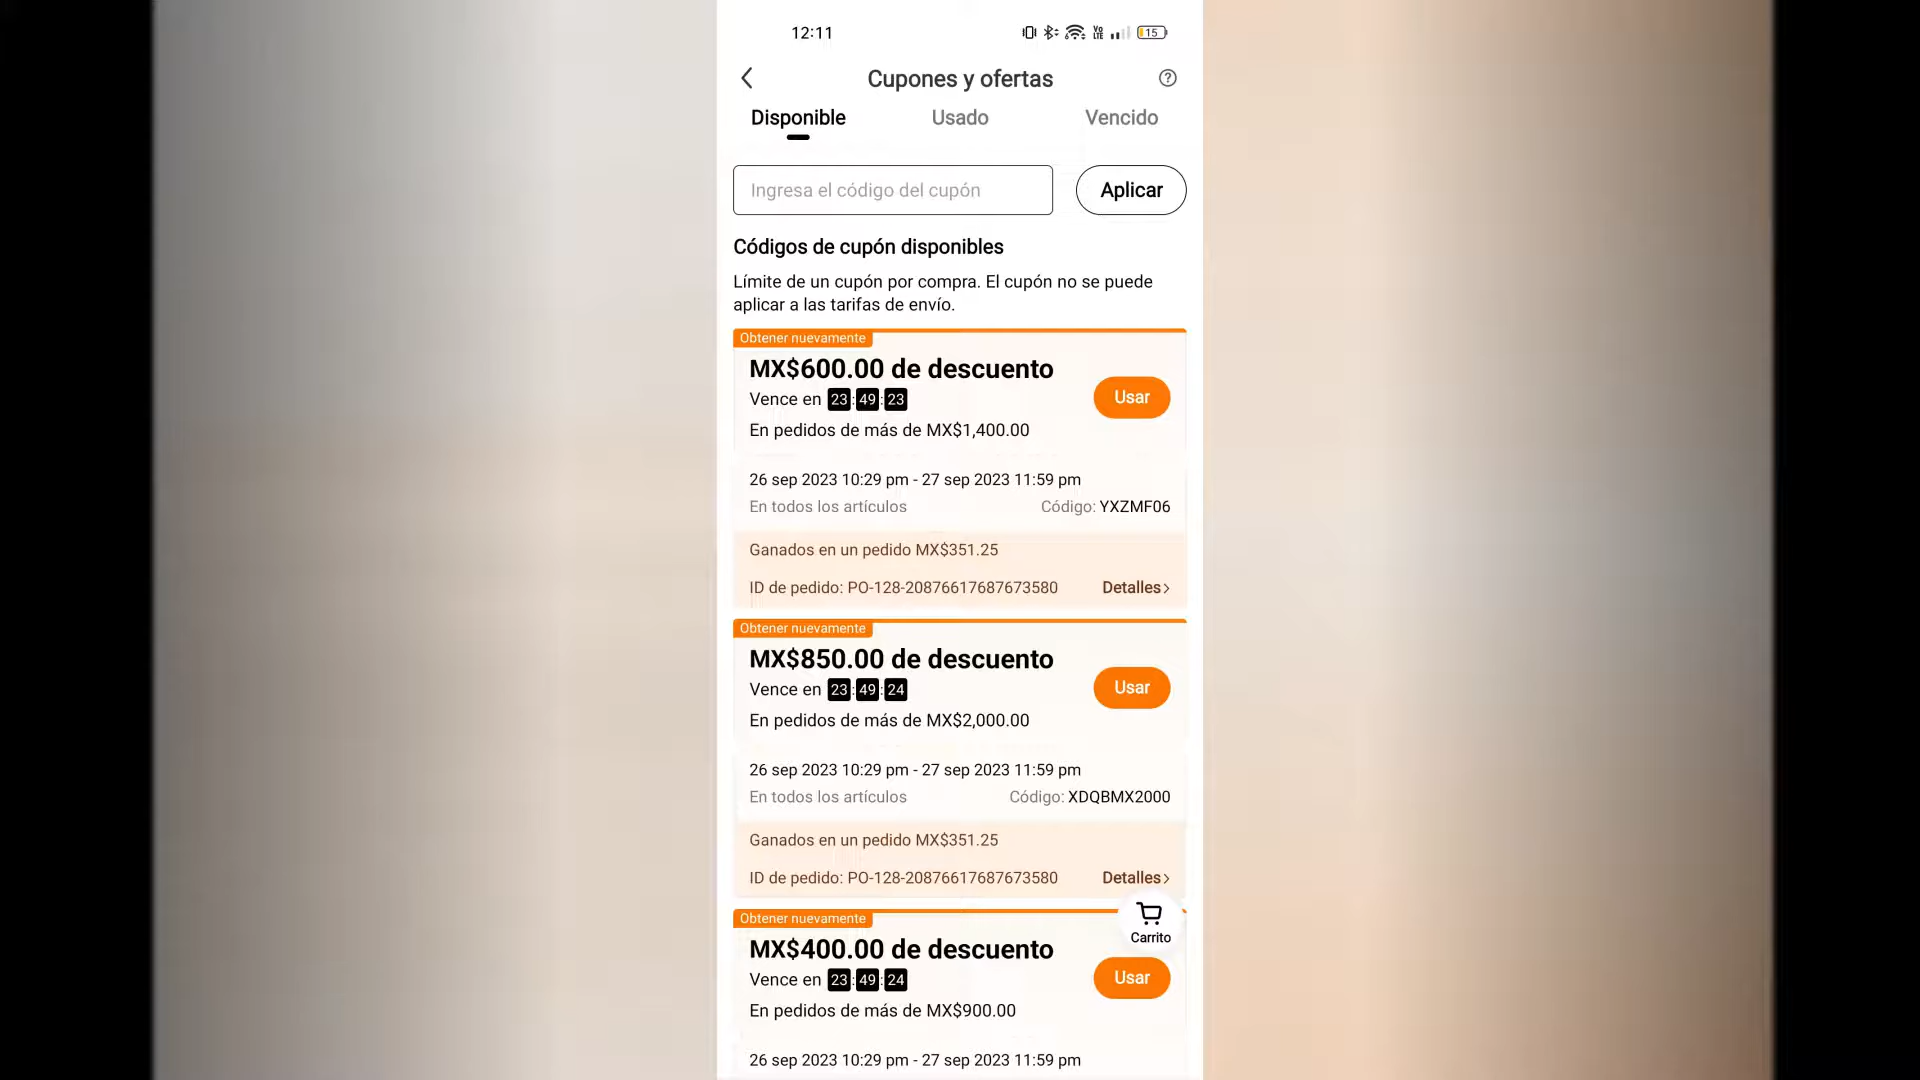 12:11
VO
LTE
15
Cupones y ofertas
Disponible
Usado
Vencido
Ingresa el código del cupón
Aplicar
Códigos de cupón disponibles
Límite de un cupón por compra. El cupón no se puede
aplicar a las tarifas de envío.
Obtener nuevamente
MX$600.00 de descuento
Vence en 23:49:23
Usar
En pedidos de más de MX$1,400.00
26 sep 2023 10:29 pm - 27 sep 2023 11:59 pm
En todos los artículos
Código: YXZMF06
Ganados en un pedido MX$351.25
ID de pedido: PO-128-20876617687673580
Detalles>
Obtener nuevamente
MX$850.00 de descuento
Vence en 23:49:24
Usar
En pedidos de más de MX$2,000.00
26 sep 2023 10:29 pm - 27 sep 2023 11:59 pm
En todos los artículos
Código: XDQBMX2000
Ganados en un pedido MX$351.25
ID de pedido: PO-128-20876617687673580
Detalles>
Obtener nuevamente
Carrito
MX$400.00 de descuento
Vence en 23:49:24
Usar
En pedidos de más de MX$900.00
26 sep 2023 10:29 pm - 27 sep 2023 11:59 pm